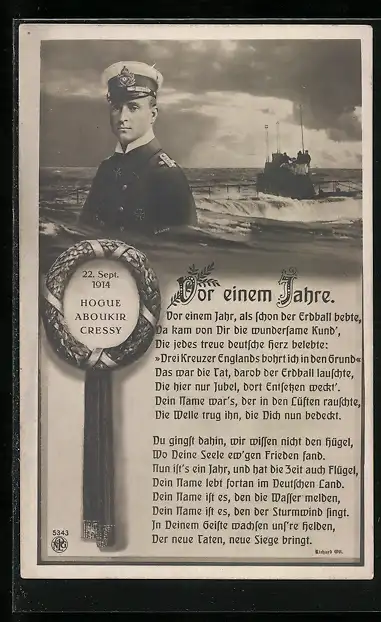 22. Sept.
1914
HOGUE
ABOUKIR
CRESSY
Vor einem Jahre.
Vor einem Jahr, als schon der Erdball bebte,
Da kam von Dir die wundersame Kund',
Die jedes treue deutsche Herz belebte:
»Drei Kreuzer Englands bohrt ich in den Grund«
Das war die Tat, darob der Erdball lauschte,
Die hier nur Jubel, dort Entsetzen weckt'.
Dein Name war's, der in den Lüften rauschte,
Die Welle trug ihn, die Dich nun bedeckt.
Du gingst dahin, wir wissen nicht den Hügel,
Wo Deine Seele ew'gen Frieden fand.
Nun ist's ein Jahr, und hat die Zeit auch Flügel,
Dein Name lebt fortan im Deutschen Land.
Dein Name ist es, den die Wasser melden,
Dein Name ist es, den der Sturmwind singt.
In Deinem Geiste wachsen uns're Helden,
Der neue Taten, neue Siege bringt.
Richard
5343